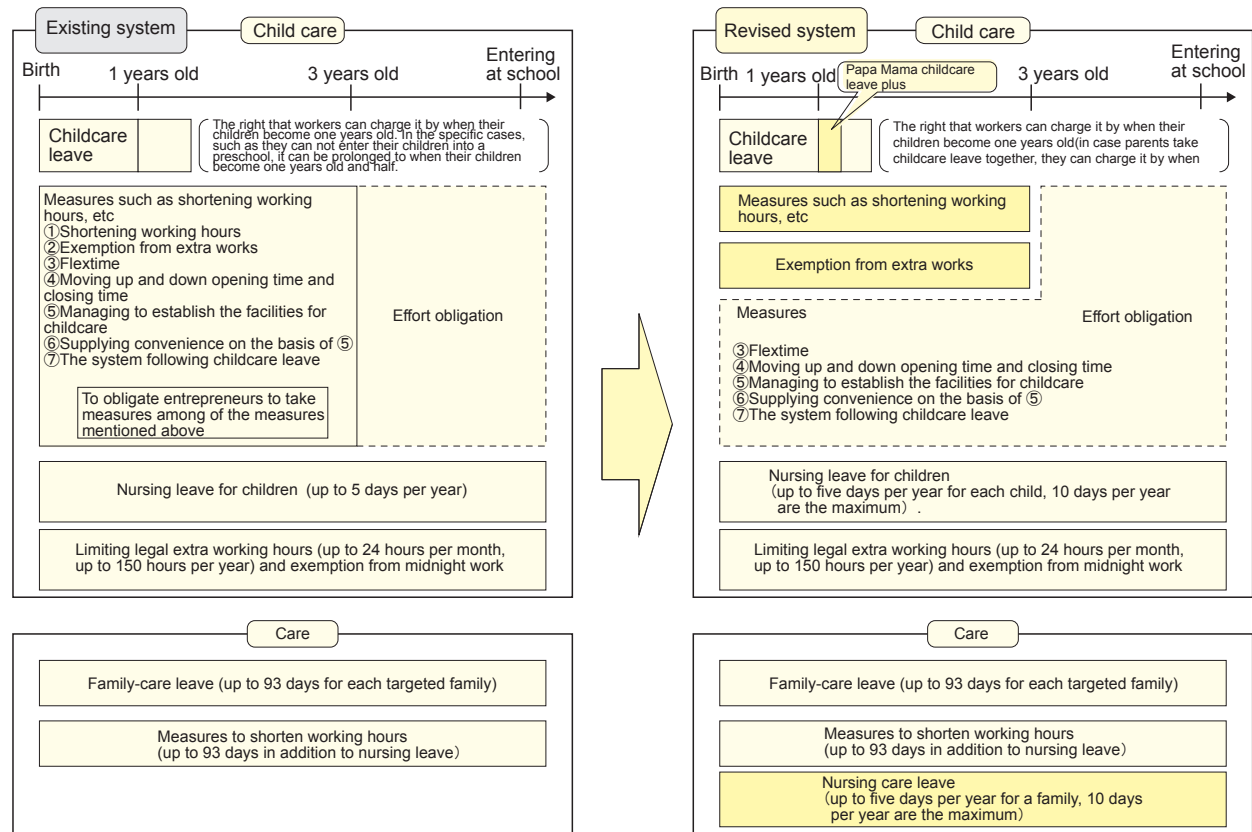 Existing system
Child care
Birth
1 years old
3 years old
Entering
at school
Childcare
leave
The right that workers can charge it by when their
children become one years old. In the specific cases,
such as they can not enter their children into a
preschool, it can be prolonged to when their children
become one years old and half.
Measures such as shortening working
hours, etc
①Shortening working hours
②Exemption from extra works
③Flextime
④Moving up and down opening time and
closing time
⑤Managing to establish the facilities for
childcare
⑥Supplying convenience on the basis of ⑤
⑦The system following childcare leave
To obligate entrepreneurs to take
measures among of the measures
mentioned above
Effort obligation
Nursing leave for children (up to 5 days per year)
Limiting legal extra working hours (up to 24 hours per month,
up to 150 hours per year) and exemption from midnight work
Care
Family-care leave (up to 93 days for each targeted family)
Measures to shorten working hours
(up to 93 days in addition to nursing leave)
Revised system
Child care
Birth
1 years old
Papa Mama childcare
leave plus
3 years old
Entering
at school
Childcare
leave
The right that workers can charge it by when their
children become one years old(in case parents take
childcare leave together, they can charge it by when
Measures such as shortening working
hours, etc
Exemption from extra works
Measures
Effort obligation
③Flextime
④Moving up and down opening time and closing time
⑤Managing to establish the facilities for childcare
⑥Supplying convenience on the basis of ⑤
⑦The system following childcare leave
Nursing leave for children
(up to five days per year for each child, 10 days per year
are the maximum) .
Limiting legal extra working hours (up to 24 hours per month,
up to 150 hours per year) and exemption from midnight work
Care
Family-care leave (up to 93 days for each targeted family)
Measures to shorten working hours
(up to 93 days in addition to nursing leave)
Nursing care leave
(up to five days per year for a family, 10 days
per year are the maximum)